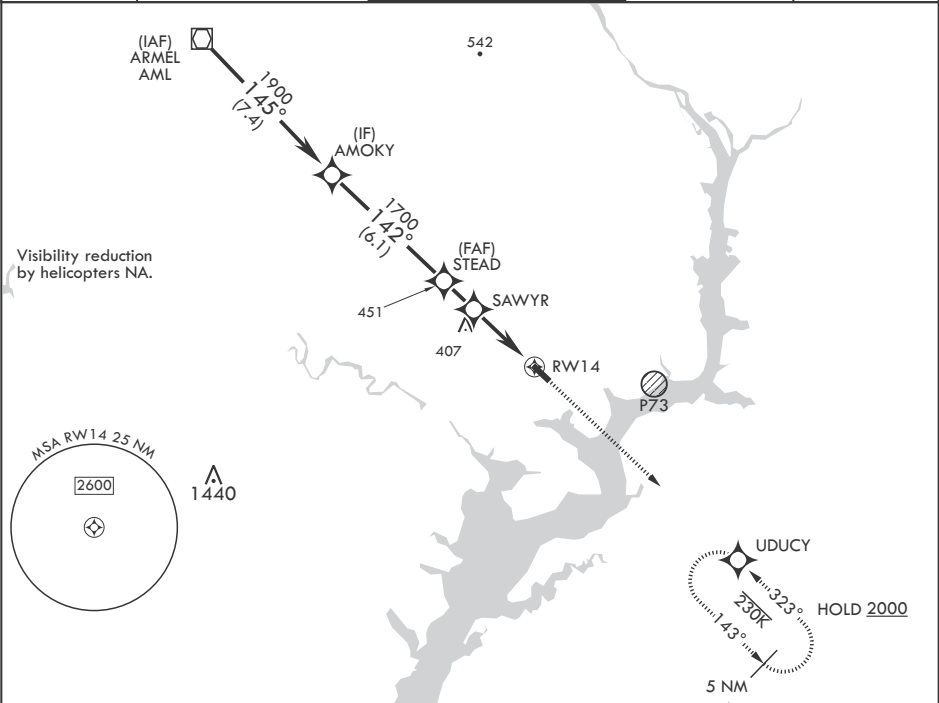 (IAF)
ARMEL
AML
542
1900
145°
(7.4)
(IF)
AMOKY
1700
142°
(6.1)
Visibility reduction
by helicopters NA.
(FAF)
STEAD
451
SAWYR
407
RW14
P73
MSA RW14 25 NM
2600
1440
UDUCY
323°
230K
143°
HOLD 2000
5 NM